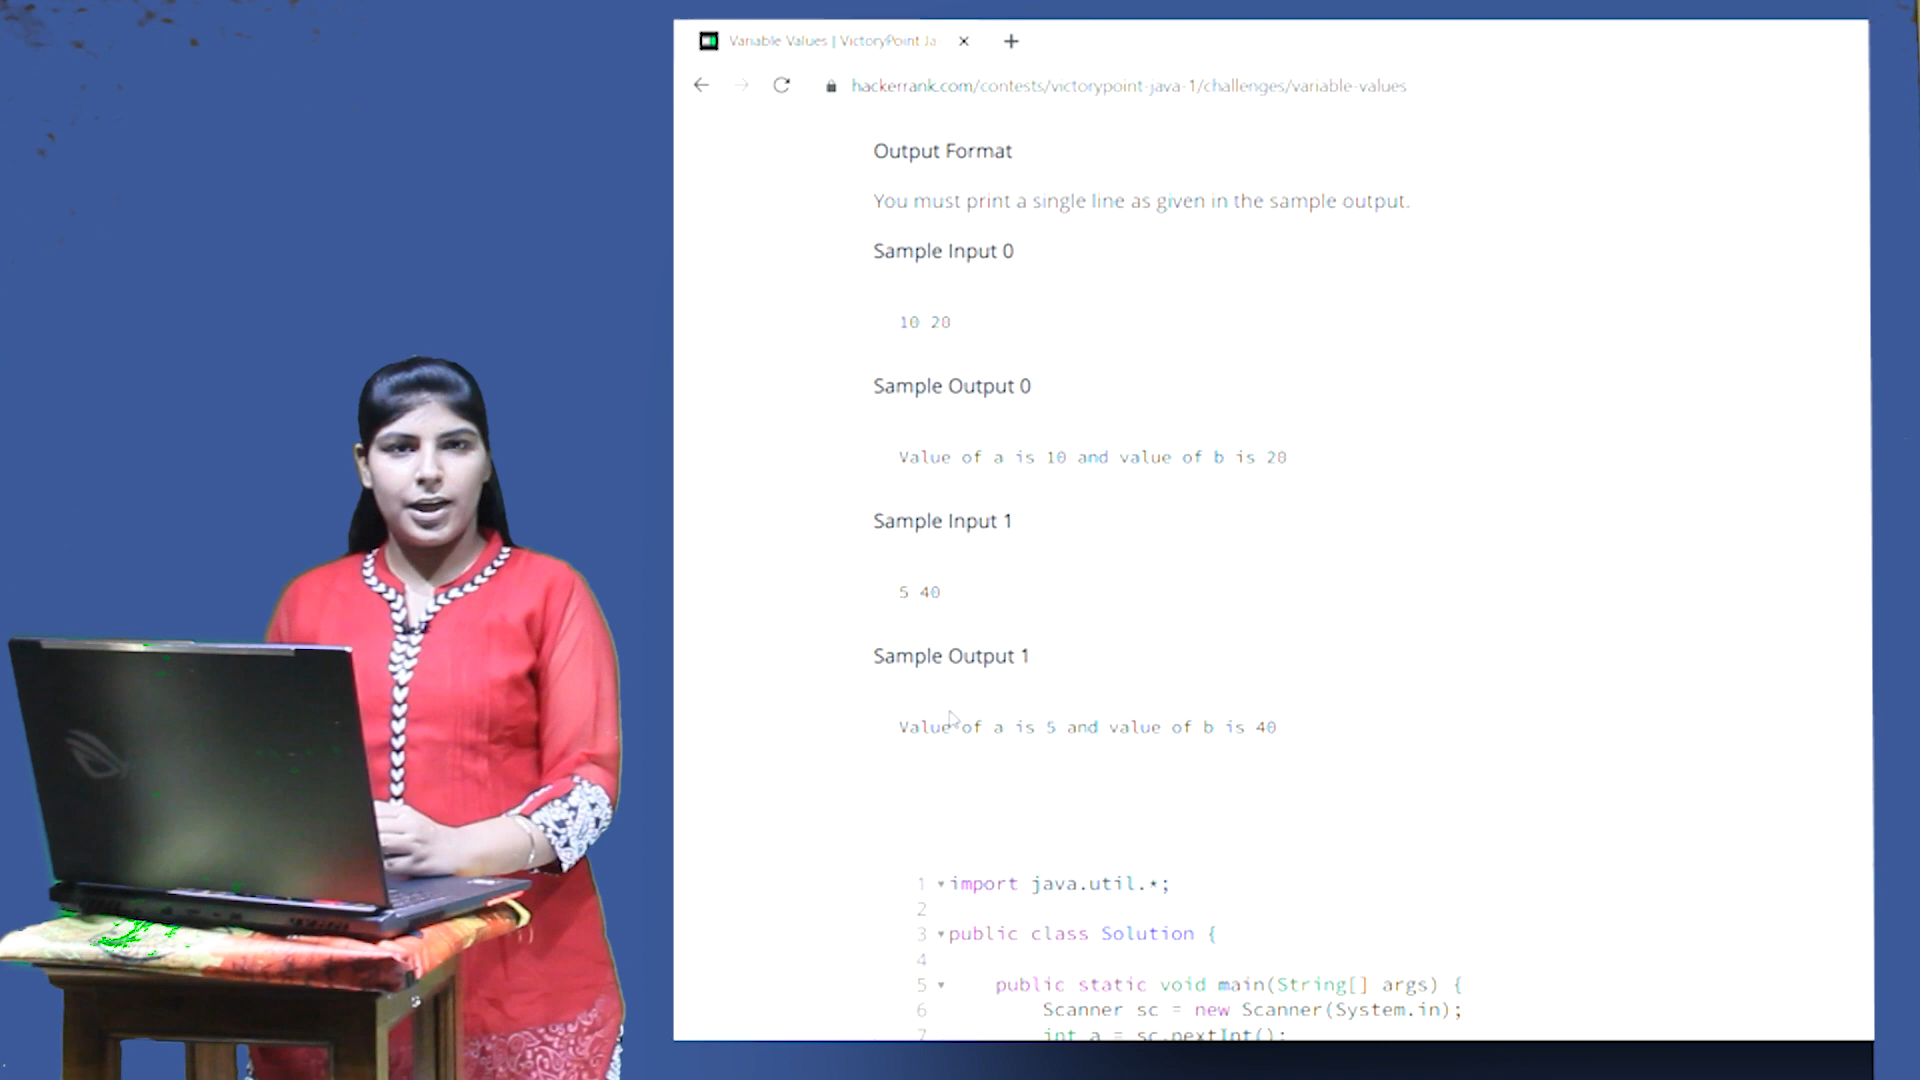 Variable Values | VictoryPoint Ja
hackerrank.com/contests/victorypoint-java-1/challenges/variable-values
Output Format
You must print a single line as given in the sample output.
Sample Input 0
10 20
Sample Output 0
Value of a is 10 and value of b is 20
Sample Input 1
5 40
Sample Output 1
Value of a is 5 and value of b is 40
1 import java.util.*;
2
3 public class Solution {
4
5 public static void main(String[] args) {
6 Scanner sc = new Scanner(System.in);
7 int a = sc.nextInt();